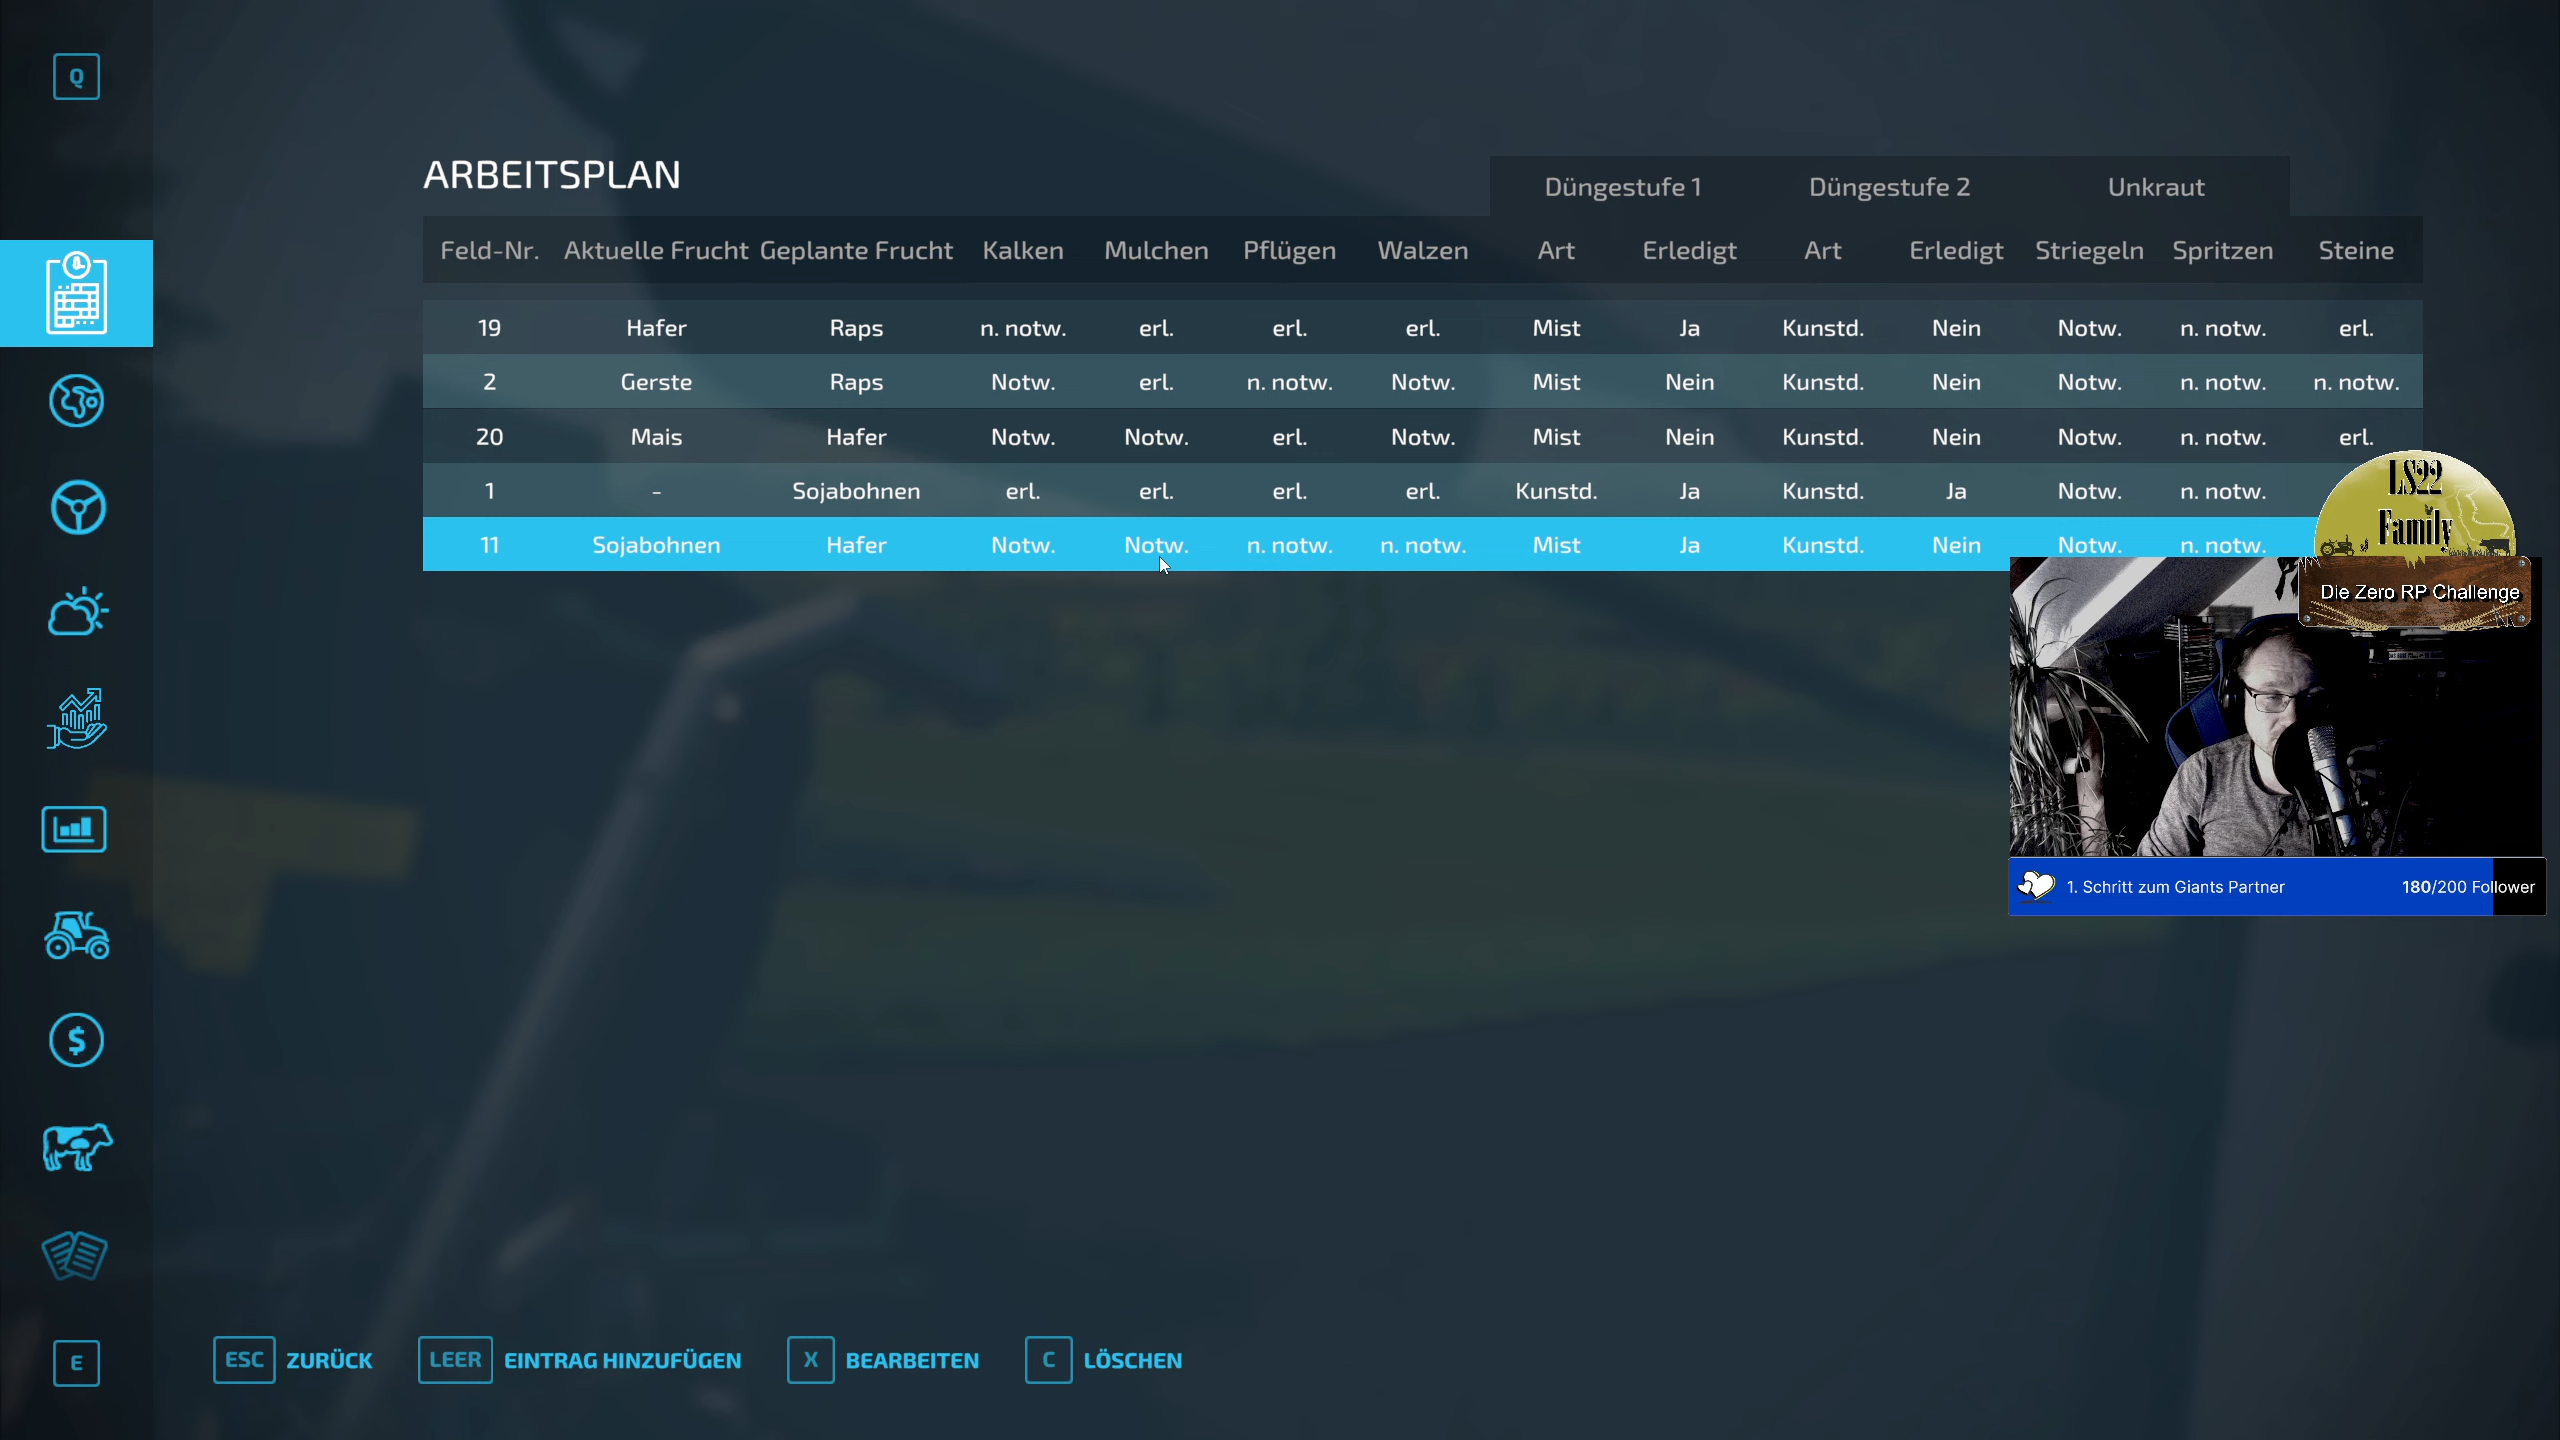 Q
ARBEITSPLAN
Düngestufe 1 Düngestufe 2 Unkraut
Feld-Nr. Aktuelle Frucht Geplante Frucht Kalken Mulchen Pflügen Walzen Art Erledigt Art Erledigt Striegeln Spritzen Steine
19 Hafer Raps n. notw. erl. erl. erl. Mist Ja Kunstd. Nein Notw. n. notw. erl.
2 Gerste Raps Notw. erl. n. notw. Notw. Mist Nein Kunstd. Nein Notw. n. notw. n. notw.
20 Mais Hafer Notw. Notw. erl. Notw. Mist Nein Kunstd. Nein Notw. n. notw. erl.
1 - Sojabohnen erl. erl. erl. erl. Kunstd. Ja Kunstd. Ja Notw. n. notw.
11 Sojabohnen Hafer Notw. Notw. n. notw. n. notw. Mist Ja Kunstd. Nein Notw. n. notw.
LS22
Family
Die Zero RP Challenge
1. Schritt zum Giants Partner 180/200 Follower
E
ESC ZURÜCK LEER EINTRAG HINZUFÜGEN X BEARBEITEN C LÖSCHEN